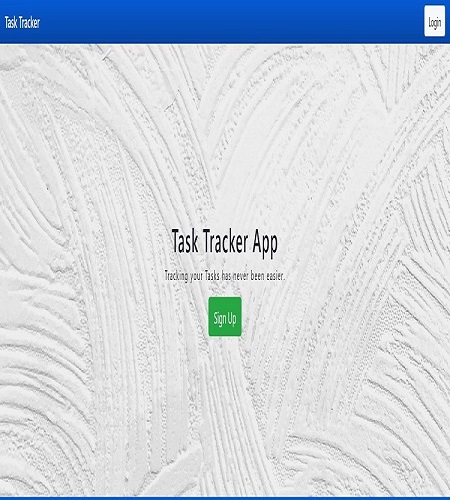 Task Tracker
Login
Task Tracker App
Tracking your Tasks has never been easier.
Sign Up